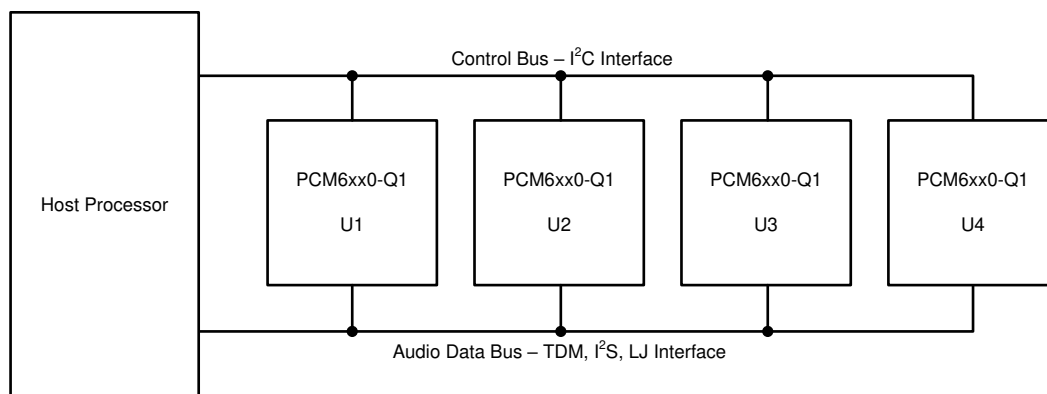 Control Bus – I²C Interface
PCM6xx0-Q1
U1
PCM6xx0-Q1
U2
PCM6xx0-Q1
U3
PCM6xx0-Q1
U4
Host Processor
Audio Data Bus – TDM, I²S, LJ Interface